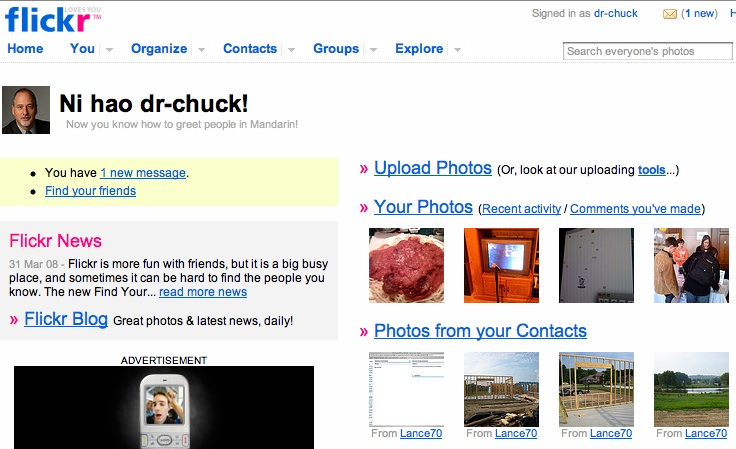 flickr LOVES YOU TM
Signed in as dr-chuck (1 new) H
Home You Organize Contacts Groups Explore
Search everyone's photos
Ni hao dr-chuck!
Now you know how to greet people in Mandarin!
You have 1 new message.
Find your friends
Flickr News
31 Mar 08 - Flickr is more fun with friends, but it is a big busy
place, and sometimes it can be hard to find the people you
know. The new Find Your... read more news
» Flickr Blog Great photos & latest news, daily!
ADVERTISEMENT
» Upload Photos (Or, look at our uploading tools...)
» Your Photos (Recent activity / Comments you've made)
» Photos from your Contacts
From Lance70 From Lance70 From Lance70 From Lance70